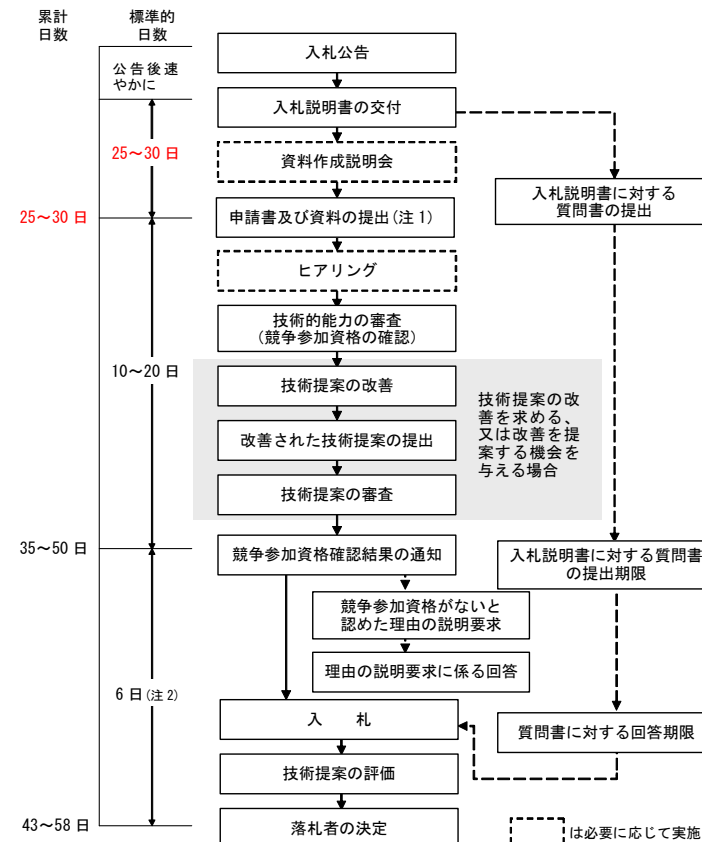 累計
日数
標準的
日数
公告後速
やかに
入札公告
入札説明書の交付
25～30 日
資料作成説明会
入札説明書に対する
質問書の提出
25～30 日
申請書及び資料の提出(注1)
ヒアリング
技術的能力の審査
(競争参加資格の確認)
10～20 日
技術提案の改善
改善された技術提案の提出
技術提案の審査
技術提案の改
善を求める、
又は改善を提
案する機会を
与える場合
35～50 日
競争参加資格確認結果の通知
入札説明書に対する質問書
の提出期限
競争参加資格がないと
認めた理由の説明要求
理由の説明要求に係る回答
6 日(注2)
入　札
質問書に対する回答期限
技術提案の評価
43～58 日
落札者の決定
は必要に応じて実施